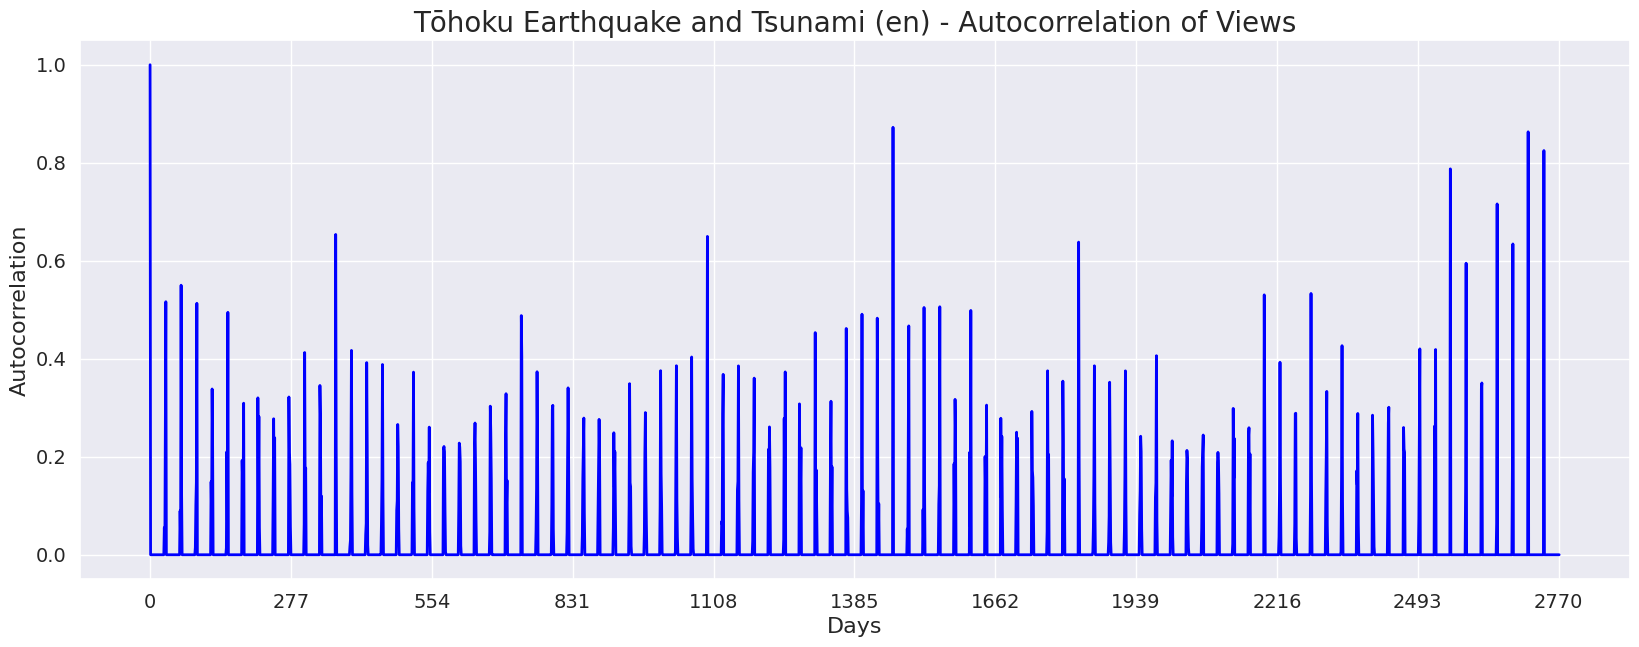 Tōhoku Earthquake and Tsunami (en) - Autocorrelation of Views
1.0
0.8
0.6
0.4
0.2
0.0
Autocorrelation
0 277 554 831 1108 1385 1662 1939 2216 2493 2770
Days